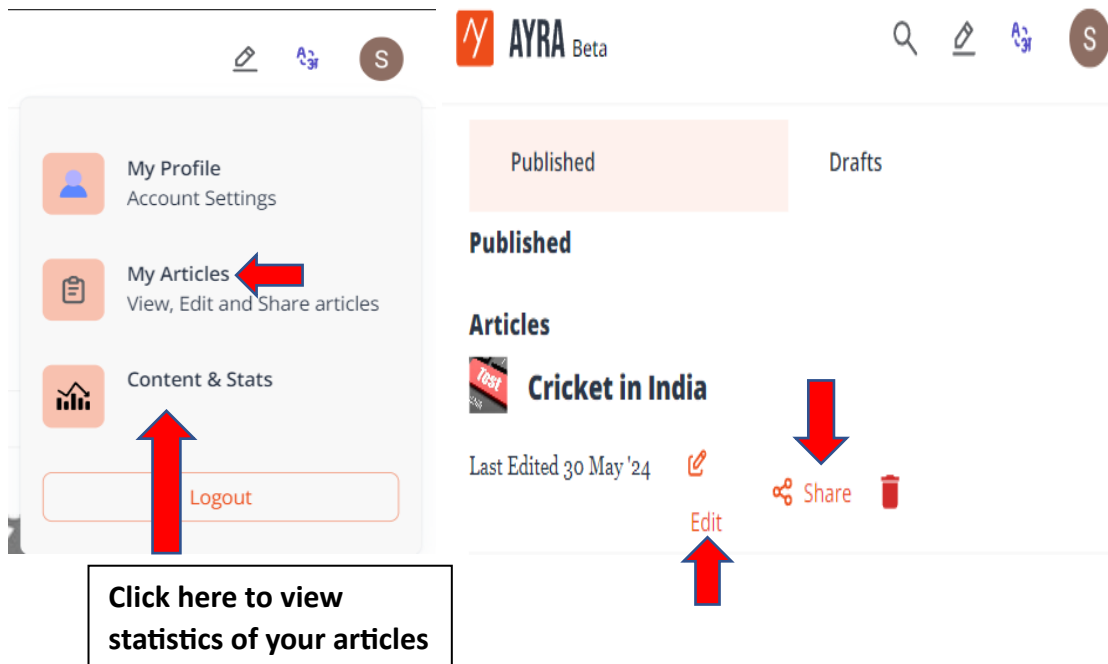 S
My Profile
Account Settings
My Articles
View, Edit and Share articles
Content & Stats
Logout
Click here to view
statistics of your articles
AYRA Beta
S
Published
Drafts
Published
Articles
Test
Cricket in India
Last Edited 30 May '24
Share
Edit